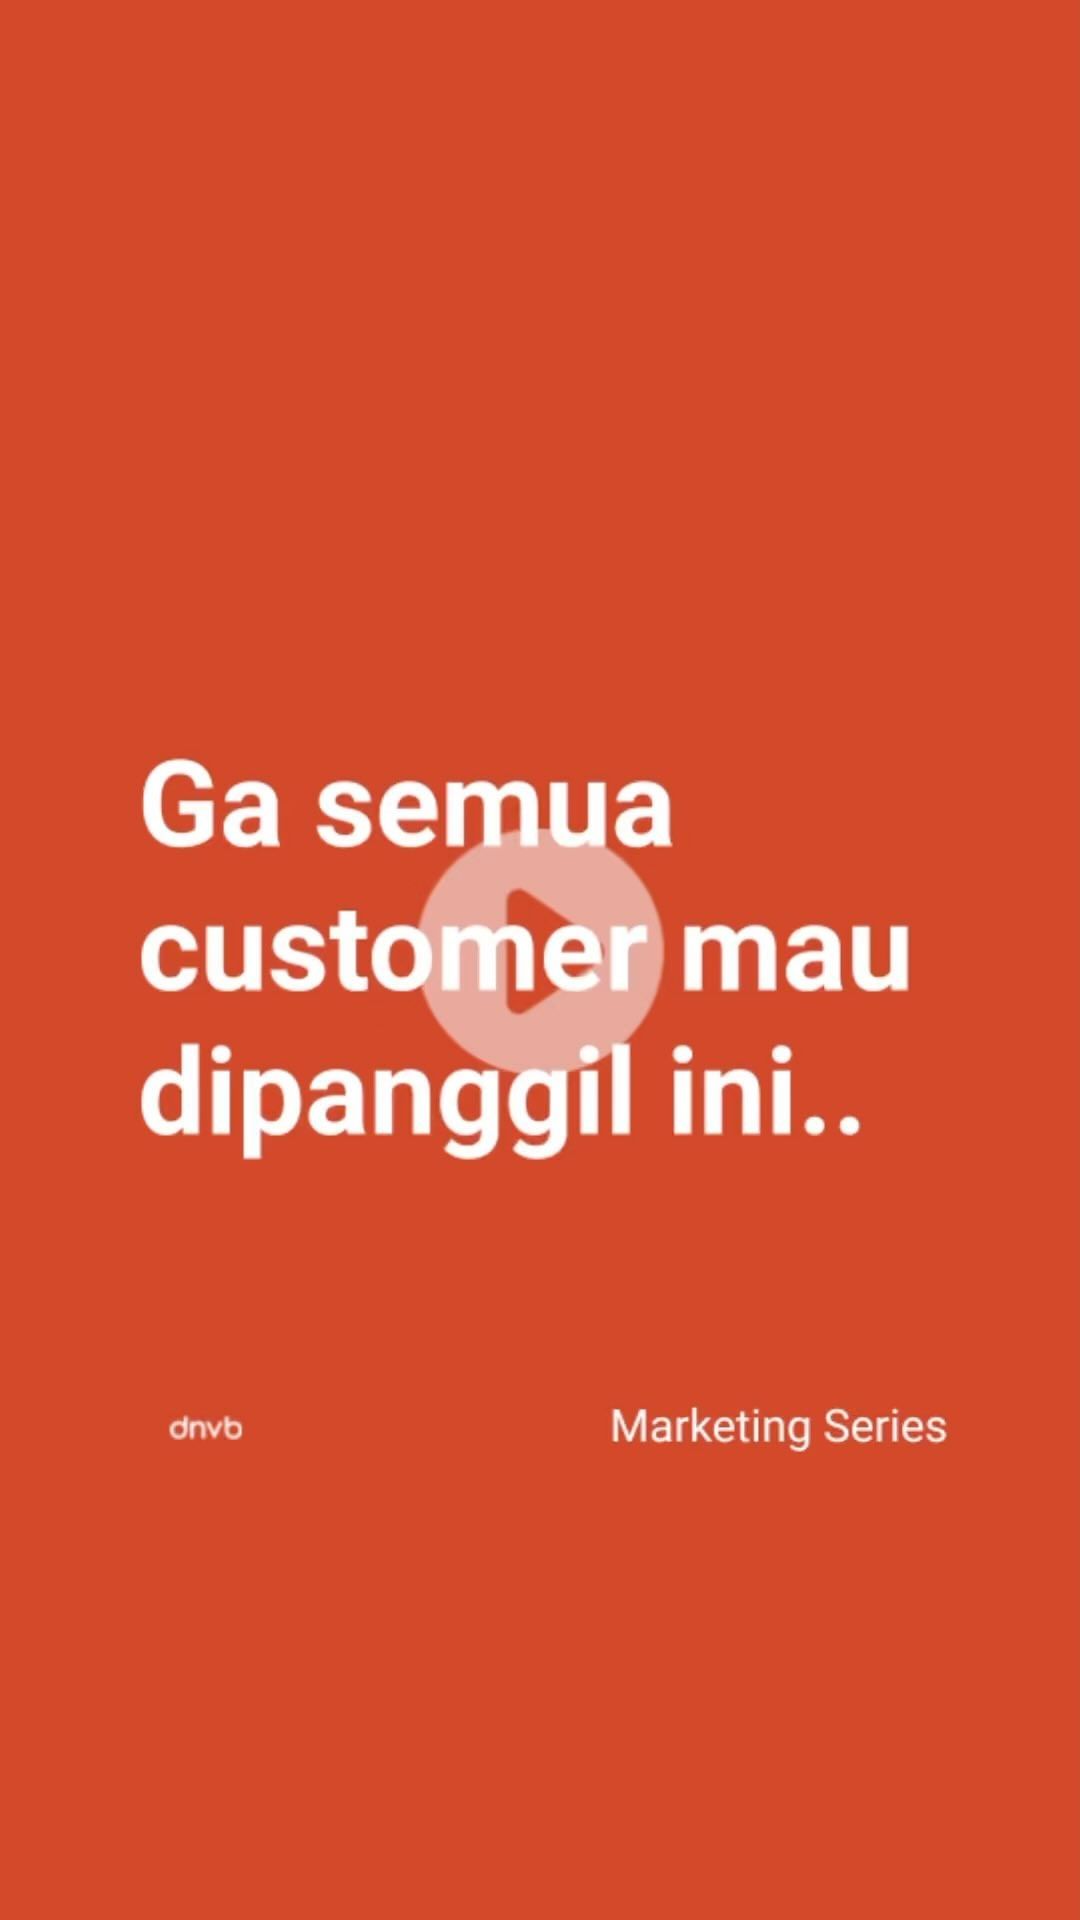 Ga semua
customer mau
dipanggil ini..
dnvb
Marketing Series